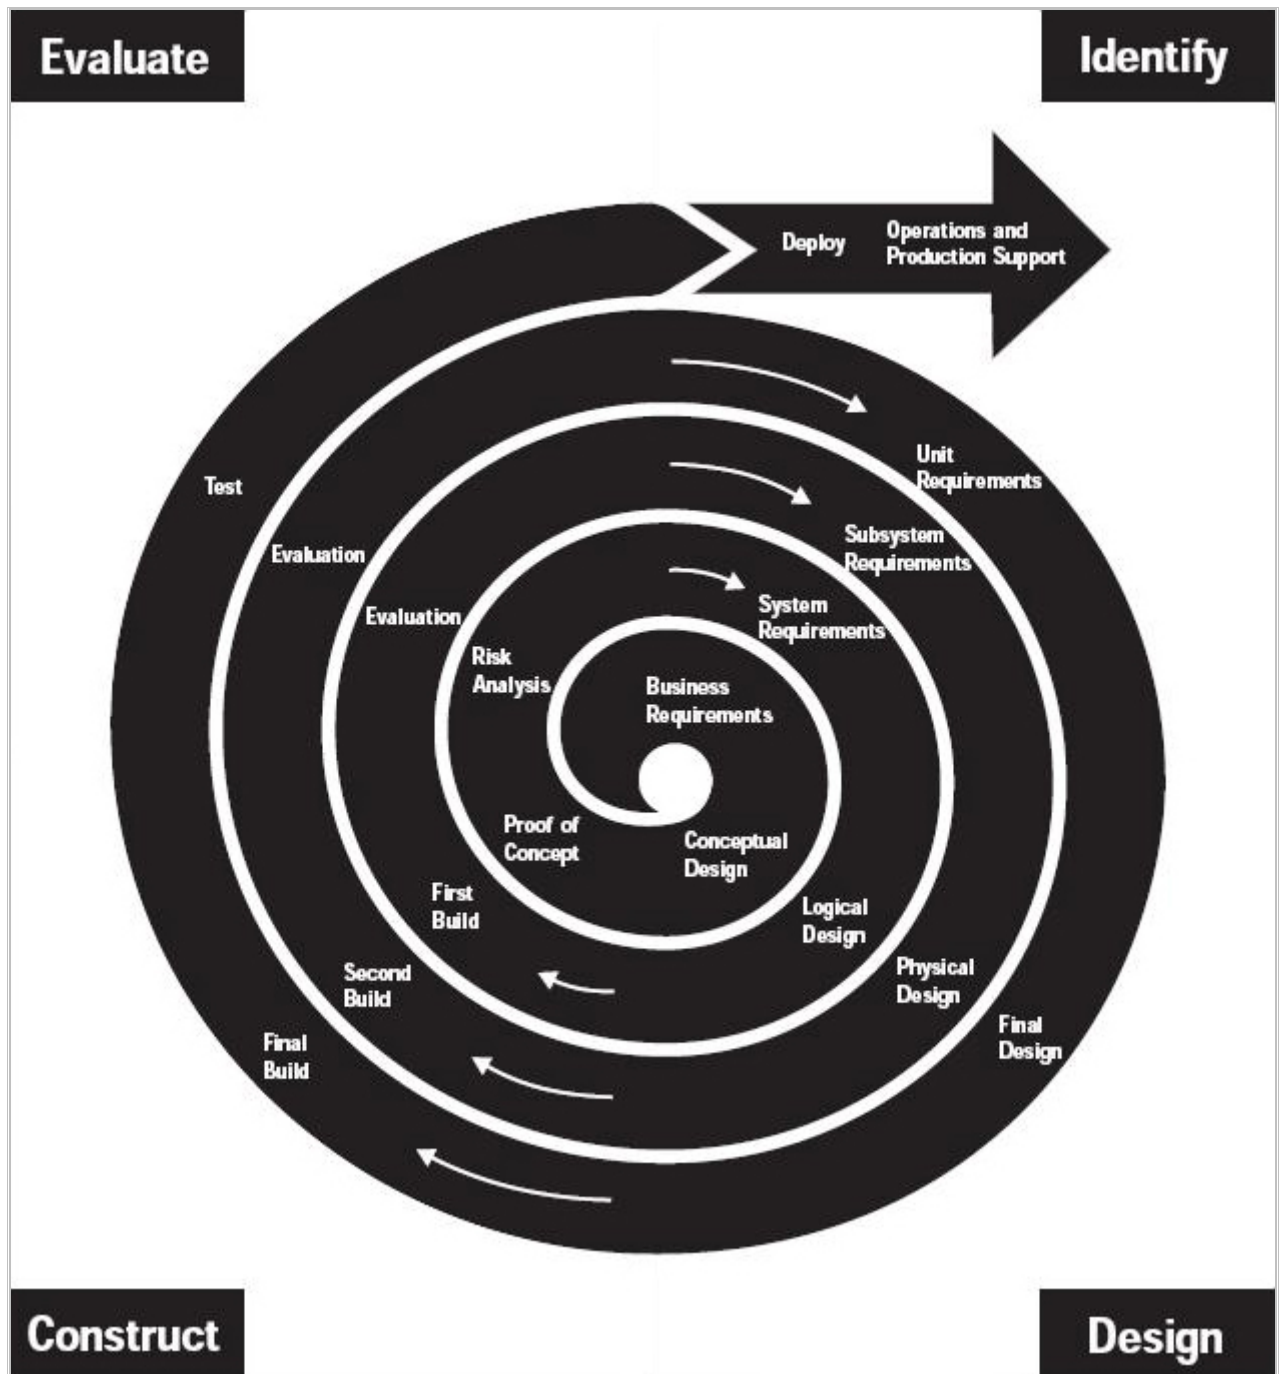 Evaluate
Identify
Deploy
Operations and
Production Support
Unit
Requirements
Test
Subsystem
Requirements
Evaluation
System
Requirements
Evaluation
Risk
Analysis
Business
Requirements
Proof of
Concept
Conceptual
Design
First
Build
Logical
Design
Second
Build
Physical
Design
Final
Build
Final
Design
Construct
Design